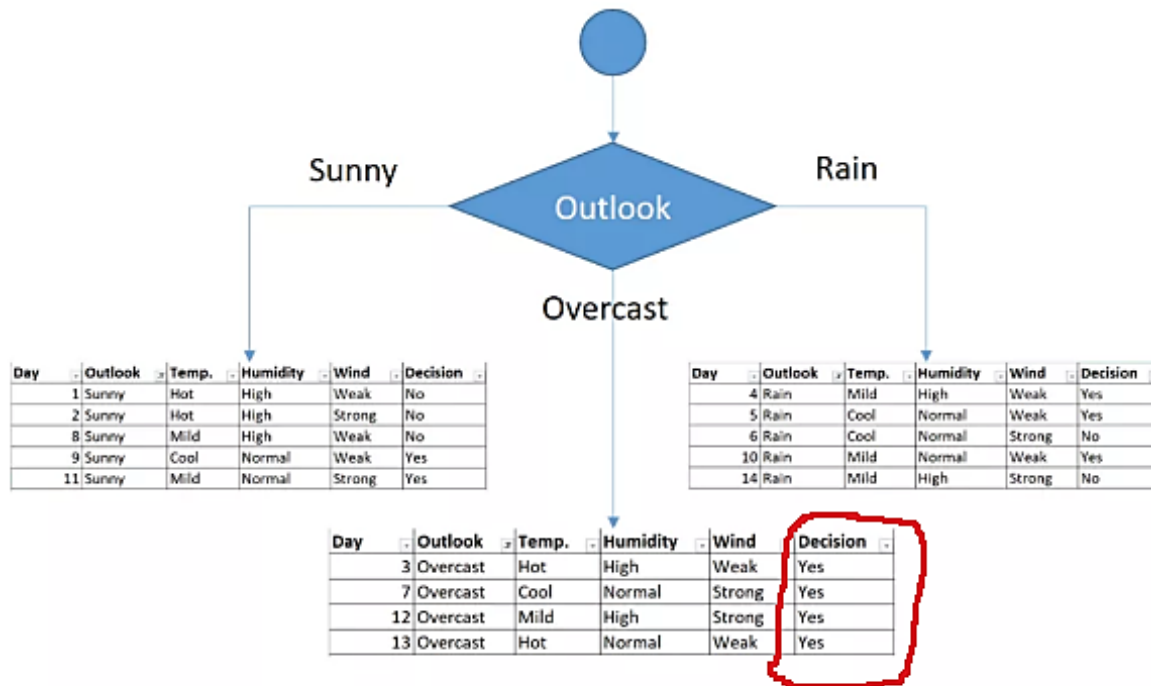 Sunny
Rain
Outlook
Overcast
Day Outlook Temp. Humidity Wind Decision
1 Sunny Hot High Weak No
2 Sunny Hot High Strong No
8 Sunny Mild High Weak No
9 Sunny Cool Normal Weak Yes
11 Sunny Mild Normal Strong Yes
Day Outlook Temp. Humidity Wind Decision
4 Rain Mild High Weak Yes
5 Rain Cool Normal Weak Yes
6 Rain Cool Normal Strong No
10 Rain Mild Normal Weak Yes
14 Rain Mild High Strong No
Day Outlook Temp. Humidity Wind Decision
3 Overcast Hot High Weak Yes
7 Overcast Cool Normal Strong Yes
12 Overcast Mild High Strong Yes
13 Overcast Hot Normal Weak Yes